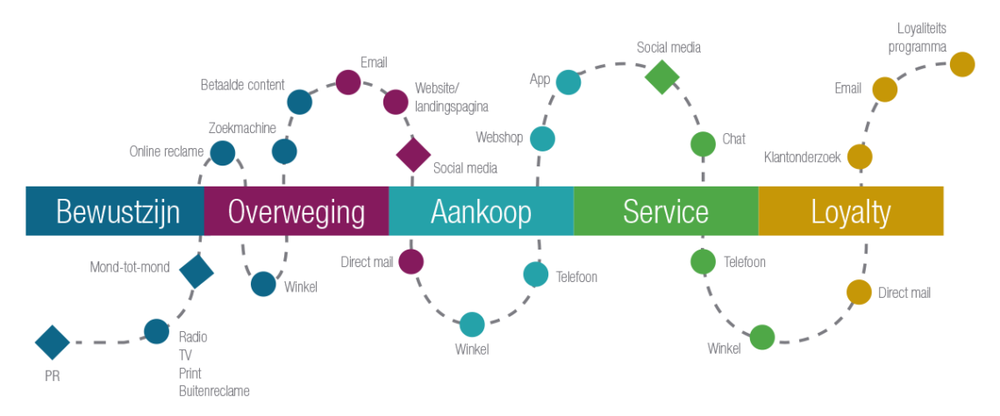 Loyaliteits
programma
Social media
Email
App
Betaalde content
Website/
landingspagina
Email
Zoekmachine
Webshop
Chat
Online reclame
Social media
Klantonderzoek
Bewustzijn
Overweging
Aankoop
Service
Loyalty
Mond-tot-mond
Direct mail
Telefoon
Telefoon
Winkel
Direct mail
Radio
TV
Print
Buitenreclame
Winkel
Winkel
PR